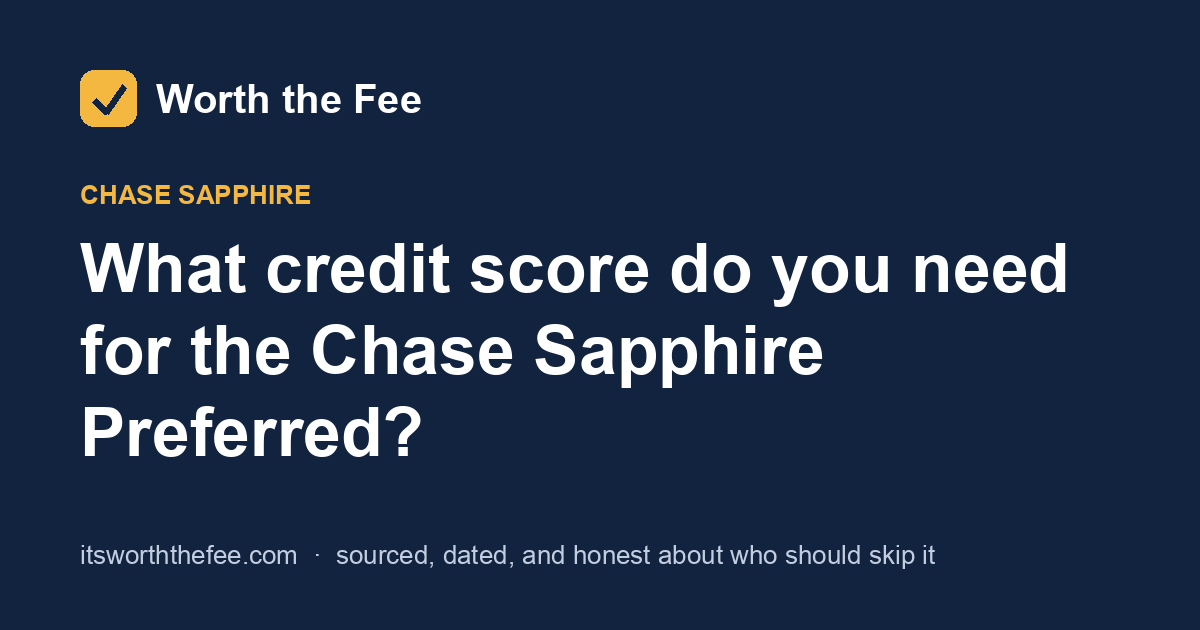 Worth the Fee
CHASE SAPPHIRE
What credit score do you need
for the Chase Sapphire
Preferred?
itsworththefee.com · sourced, dated, and honest about who should skip it